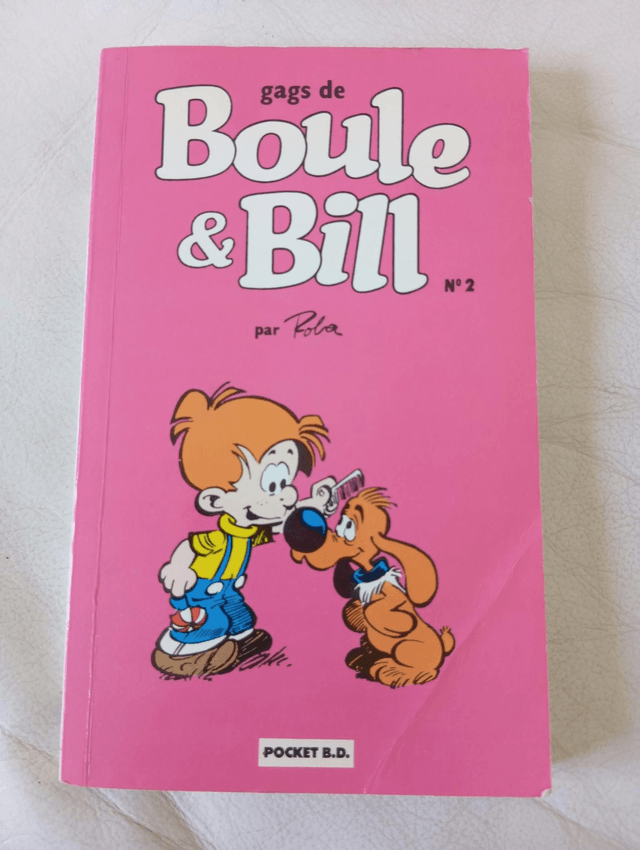 gags de
Boule
& Bill
N° 2
par Roba
POCKET B.D.